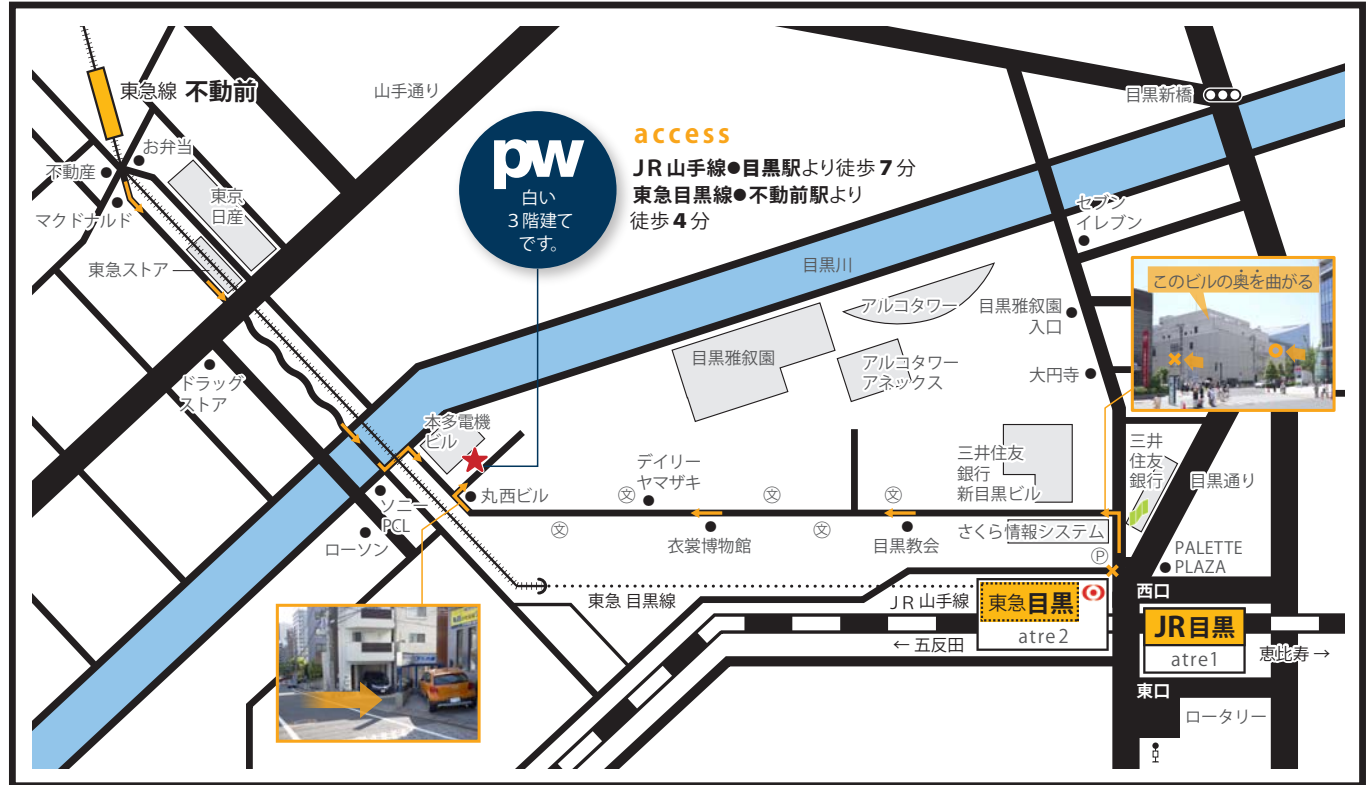 東急線 不動前
山手通り
目黒新橋
お弁当
不動産
マクドナルド
東京
日産
東急ストア
pw
白い
3階建て
です。
access
JR山手線●目黒駅より徒歩7分
東急目黒線●不動前駅より
徒歩4分
セブン
イレブン
目黒川
このビルの奥を曲がる
アルコタワー
目黒雅叙園
入口
目黒雅叙園
アルコタワー
アネックス
大円寺
ドラッグ
ストア
本多電機
ビル
三井住友
銀行
新目黒ビル
三井
住友
銀行
目黒通り
デイリー
ヤマザキ
丸西ビル
文
文
文
文
文
ソニー
PCL
ローソン
衣裳博物館
目黒教会
さくら情報システム
P
PALETTE
PLAZA
東急 目黒線
JR山手線
東急目黒
atre2
西口
JR目黒
atre1
← 五反田
恵比寿 →
東口
ロータリー